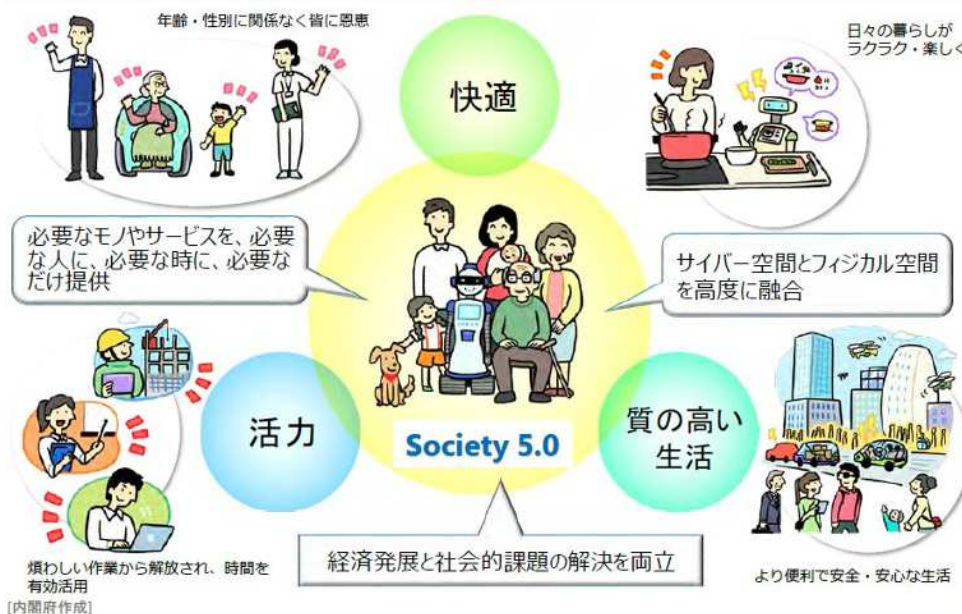 年齢・性別に関係なく皆に恩恵
日々の暮らしが
ラクラク・楽しく
快適
必要なモノやサービスを、必要
な人に、必要な時に、必要な
だけ提供
サイバー空間とフィジカル空間
を高度に融合
活力
Society 5.0
質の高い
生活
経済発展と社会的課題の解決を両立
煩わしい作業から解放され、時間を
有効活用
より便利で安全・安心な生活
[内閣府作成]